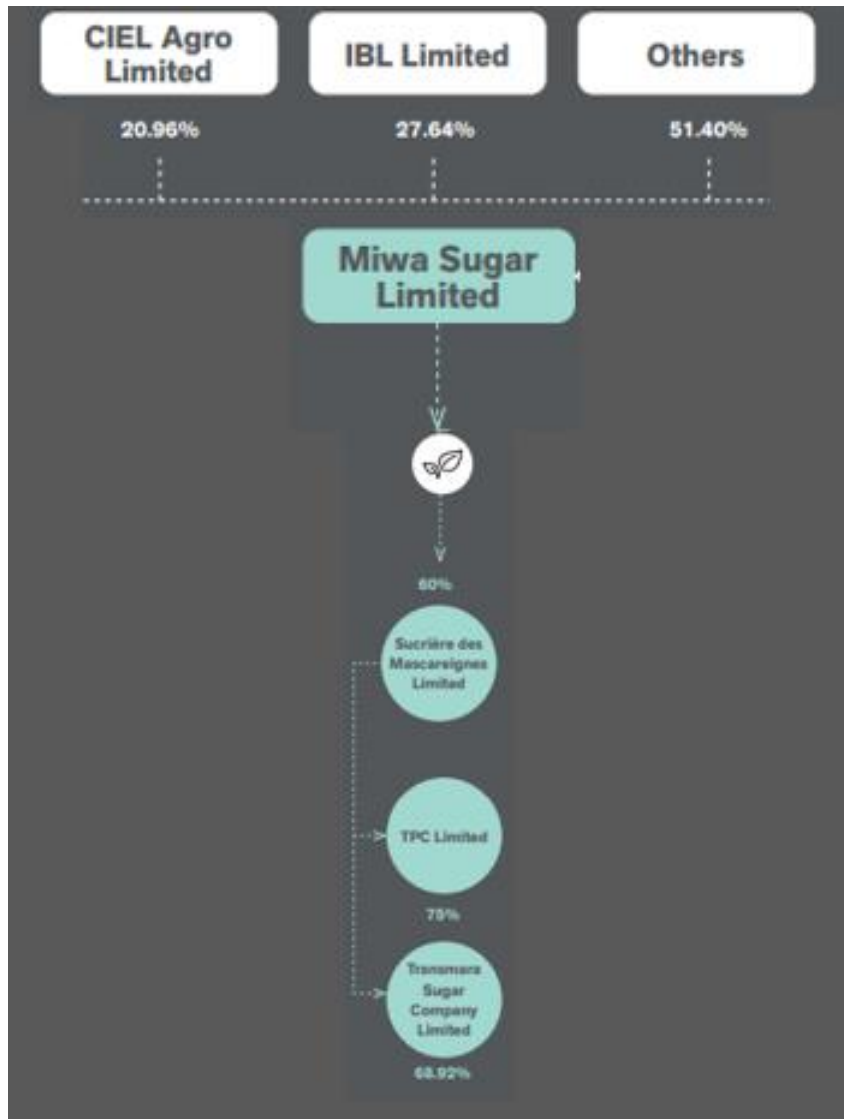 CIEL Agro
Limited
IBL Limited
Others
20.96%
27.64%
51.40%
Miwa Sugar
Limited
60%
Sucrière des
Mascareignes
Limited
TPC Limited
75%
Transmara
Sugar
Company
Limited
68.92%